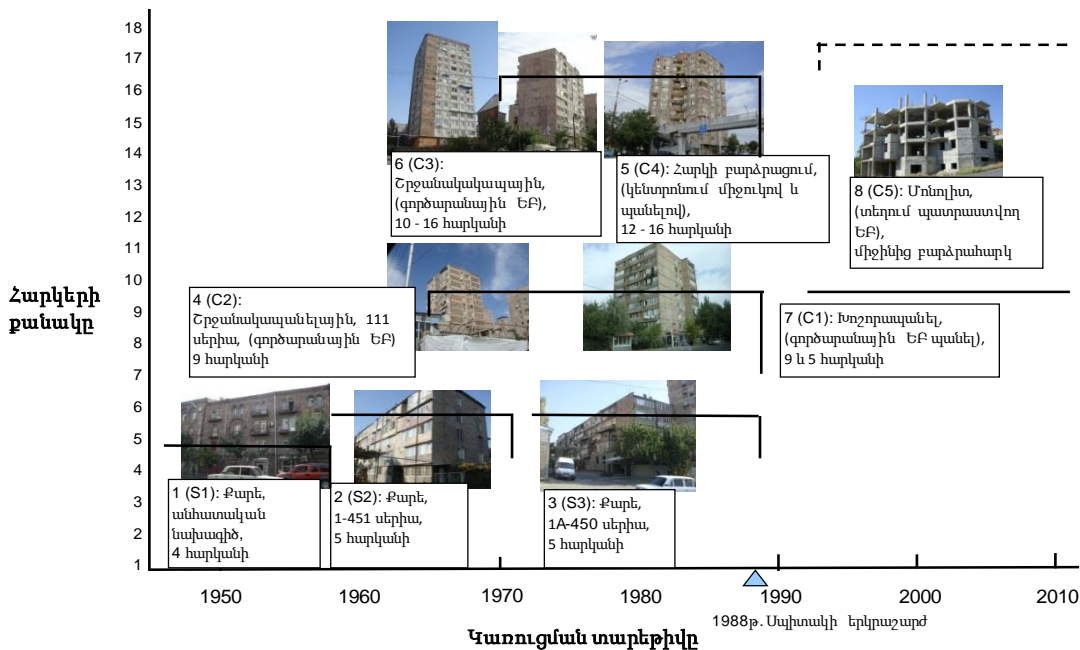 18
17
16
15
14
13
12
11
10
9
8
7
6
5
4
3
2
1
Հարկերի
քանակը
6 (C3):
Շրջանակակապային,
(գործարանային ԵԲ),
10 - 16 հարկանի
5 (C4): Հարկի բարձրացում,
(կենտրոնում միջուկով և
պանելով),
12 - 16 հարկանի
8 (C5): Մոնոլիտ,
(տեղում պատրաստվող
ԵԲ),
միջինից բարձրահարկ
4 (C2):
Շրջանակապանելային, 111
սերիա, (գործարանային ԵԲ)
9 հարկանի
7 (C1): Խոշորապանել,
(գործարանային ԵԲ պանել),
9 և 5 հարկանի
1 (S1): Քարե,
անհատական
նախագիծ,
4 հարկանի
2 (S2): Քարե,
1-451 սերիա,
5 հարկանի
3 (S3): Քարե,
1A-450 սերիա,
5 հարկանի
1950
1960
1970
1980
1990
2000
2010
1988թ. Սպիտակի երկրաշարժ
Կառուցման տարեթիվը